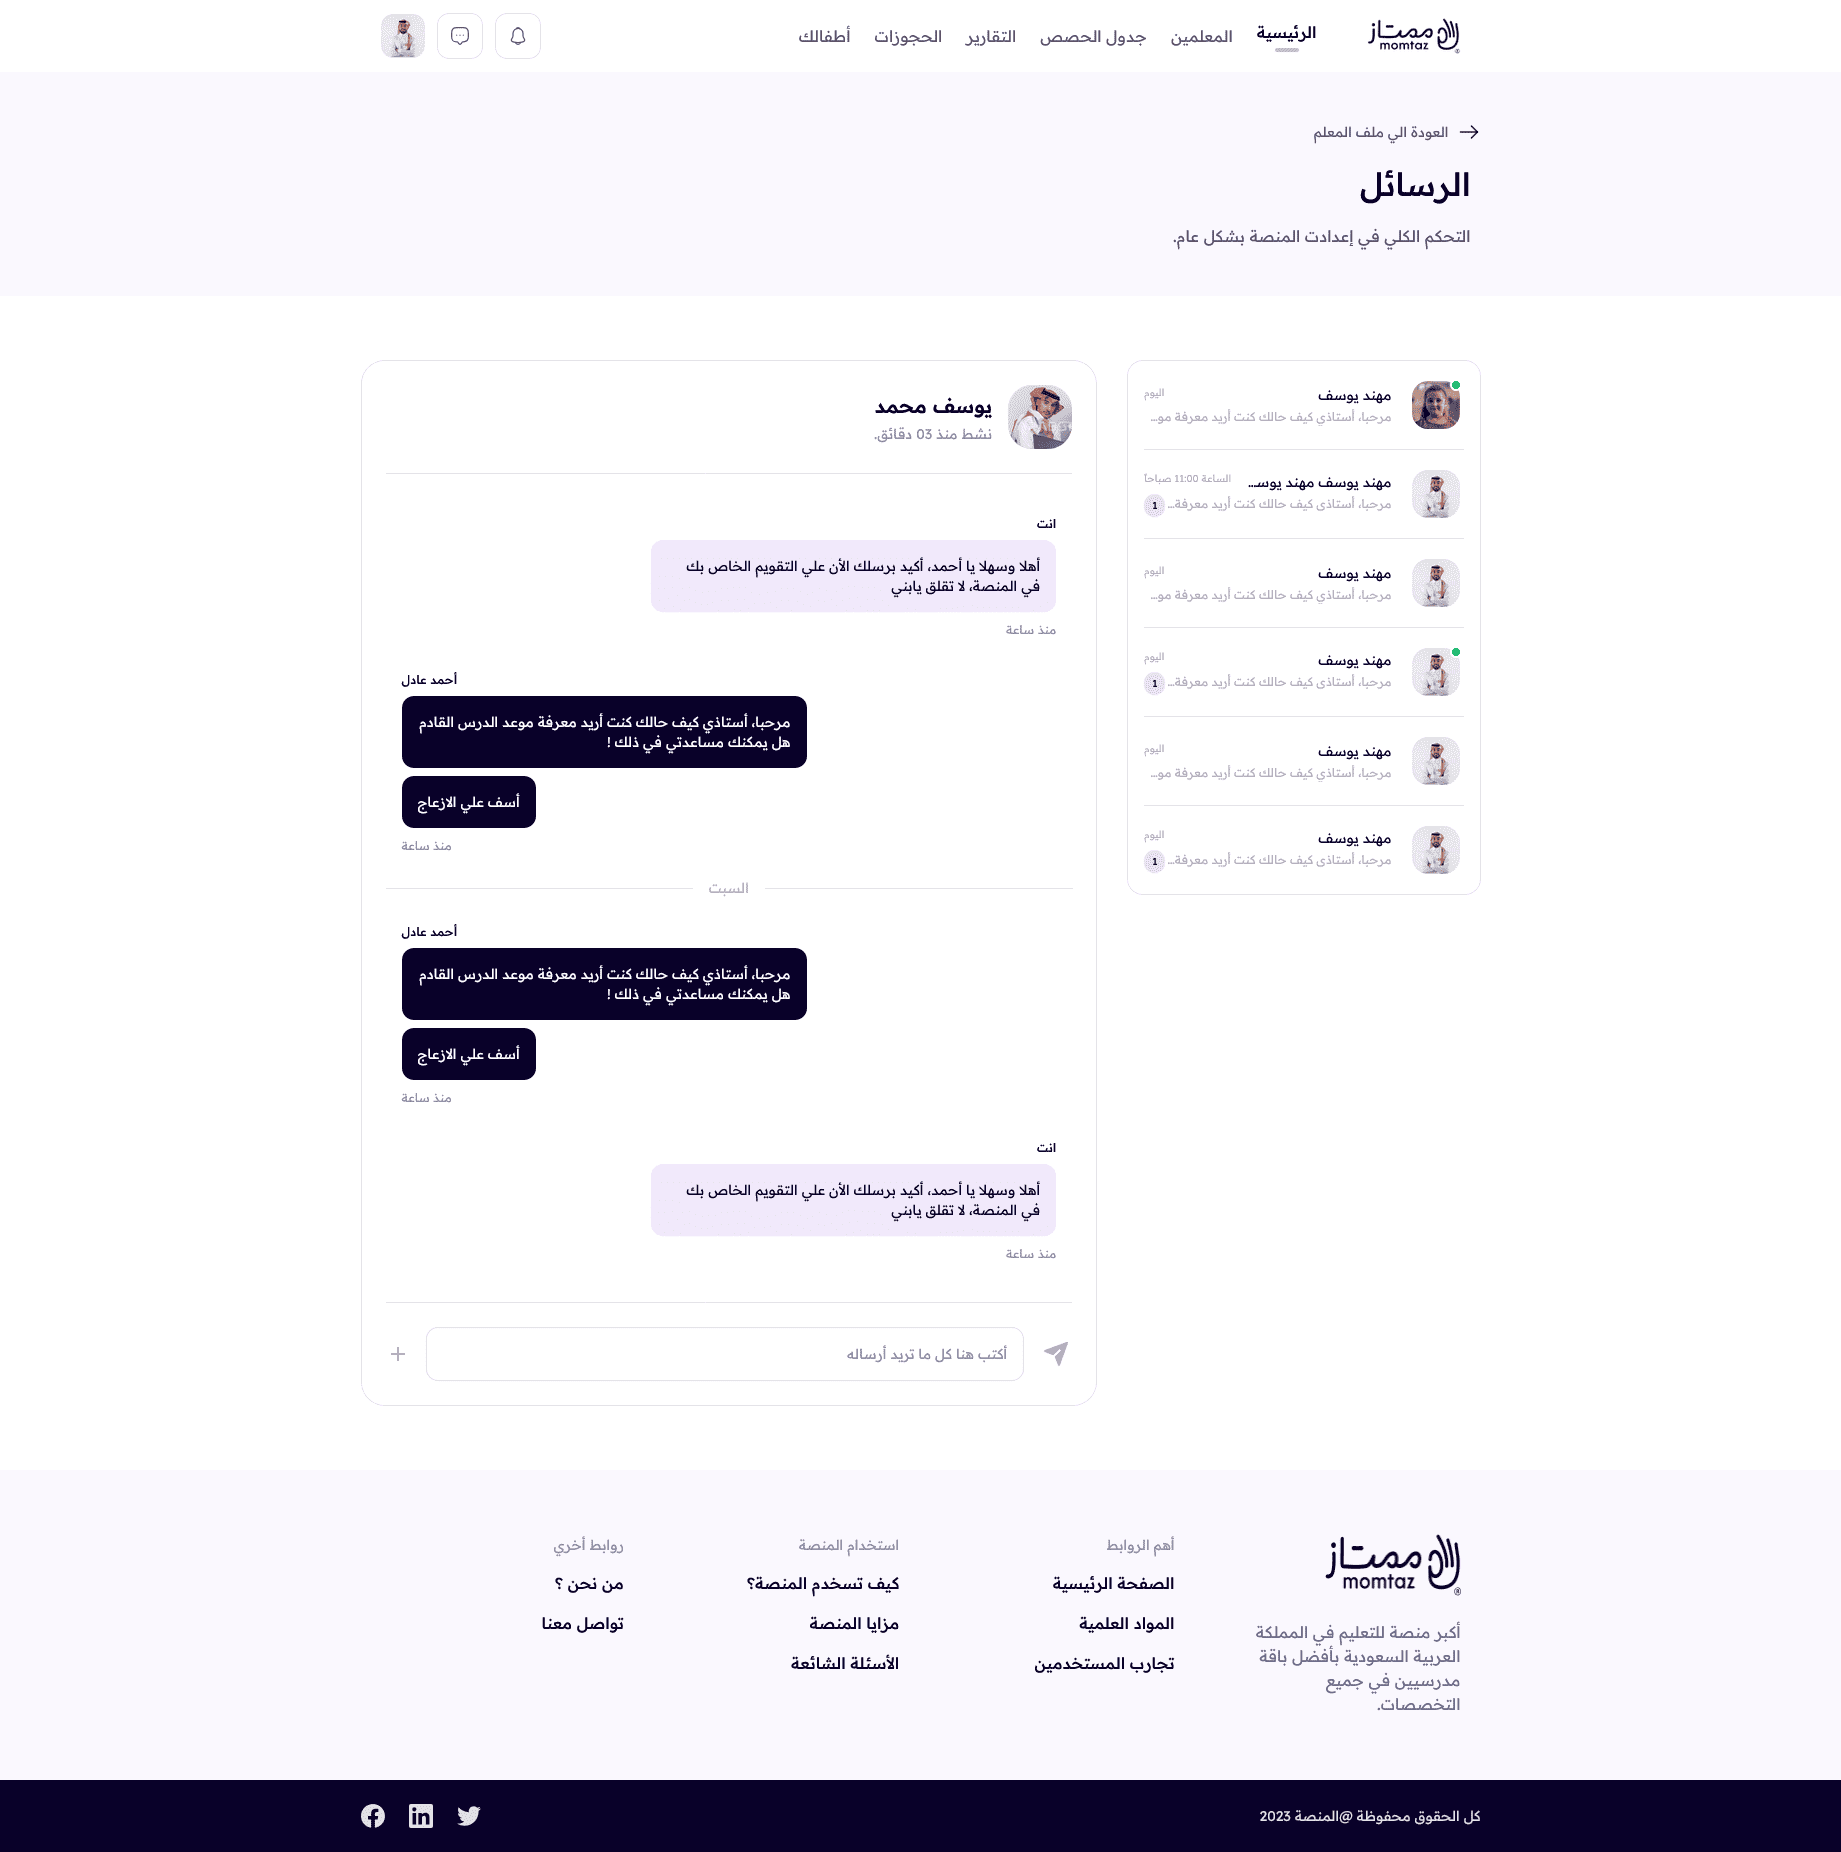 ممتاز
momtaz
الرئيسية
المعلمين
جدول الحصص
التقارير
الحجوزات
أطفالك
العودة الي ملف المعلم
الرسائل
التحكم الكلي في إعدادت المنصة بشكل عام.
مهند يوسف
اليوم
مرحبا، أستاذي كيف حالك كنت أريد معرفة مو...
مهند يوسف مهند يوسـ...
الساعة 11:00 صباحاً
مرحبا، أستاذي كيف حالك كنت أريد معرفة...
1
مهند يوسف
اليوم
مرحبا، أستاذي كيف حالك كنت أريد معرفة مو...
مهند يوسف
اليوم
مرحبا، أستاذي كيف حالك كنت أريد معرفة...
1
مهند يوسف
اليوم
مرحبا، أستاذي كيف حالك كنت أريد معرفة مو...
مهند يوسف
اليوم
مرحبا، أستاذي كيف حالك كنت أريد معرفة...
1
يوسف محمد
نشط منذ 03 دقائق.
انت
أهلا وسهلا يا أحمد، أكيد برسلك الأن علي التقويم الخاص بك
في المنصة، لا تقلق يابني
منذ ساعة
أحمد عادل
مرحبا، أستاذي كيف حالك كنت أريد معرفة موعد الدرس القادم
هل يمكنك مساعدتي في ذلك !
أسف علي الازعاج
منذ ساعة
السبت
أحمد عادل
مرحبا، أستاذي كيف حالك كنت أريد معرفة موعد الدرس القادم
هل يمكنك مساعدتي في ذلك !
أسف علي الازعاج
منذ ساعة
انت
أهلا وسهلا يا أحمد، أكيد برسلك الأن علي التقويم الخاص بك
في المنصة، لا تقلق يابني
منذ ساعة
أكتب هنا كل ما تريد أرساله
ممتاز
momtaz
®
أكبر منصة للتعليم في المملكة
العربية السعودية بأفضل باقة
مدرسيين في جميع
التخصصات.
أهم الروابط
الصفحة الرئيسية
المواد العلمية
تجارب المستخدمين
استخدام المنصة
كيف تسخدم المنصة؟
مزايا المنصة
الأسئلة الشائعة
روابط أخري
من نحن ؟
تواصل معنا
كل الحقوق محفوظة @المنصة 2023